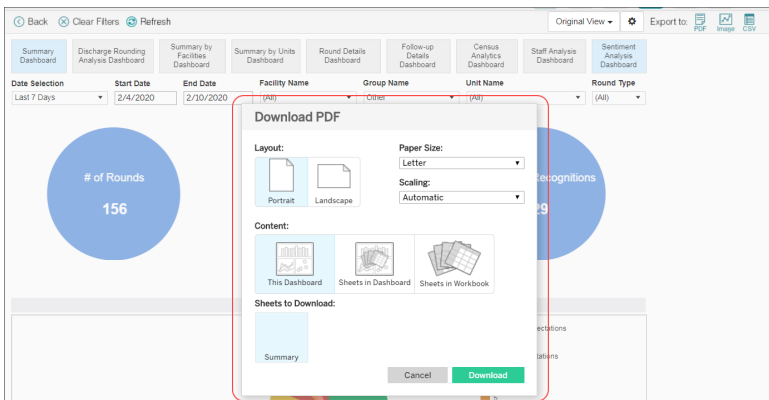 Back Clear Filters Refresh Original View Export to: PDF Image CSV
Summary Dashboard
Discharge Rounding Analysis Dashboard
Summary by Facilities Dashboard
Summary by Units Dashboard
Round Details Dashboard
Follow-up Details Dashboard
Census Analytics Dashboard
Staff Analysis Dashboard
Sentiment Analysis Dashboard
Date Selection Start Date End Date Facility Name Group Name Unit Name Round Type
Last 7 Days 2/4/2020 2/10/2020 (All) Other (All) (All)
Download PDF
Layout: Paper Size:
Letter
Scaling:
Portrait Landscape Automatic
# of Rounds
156
Recognitions
29
Content:
This Dashboard Sheets in Dashboard Sheets in Workbook
Sheets to Download:
Summary
Cancel Download
ectations
tations
5